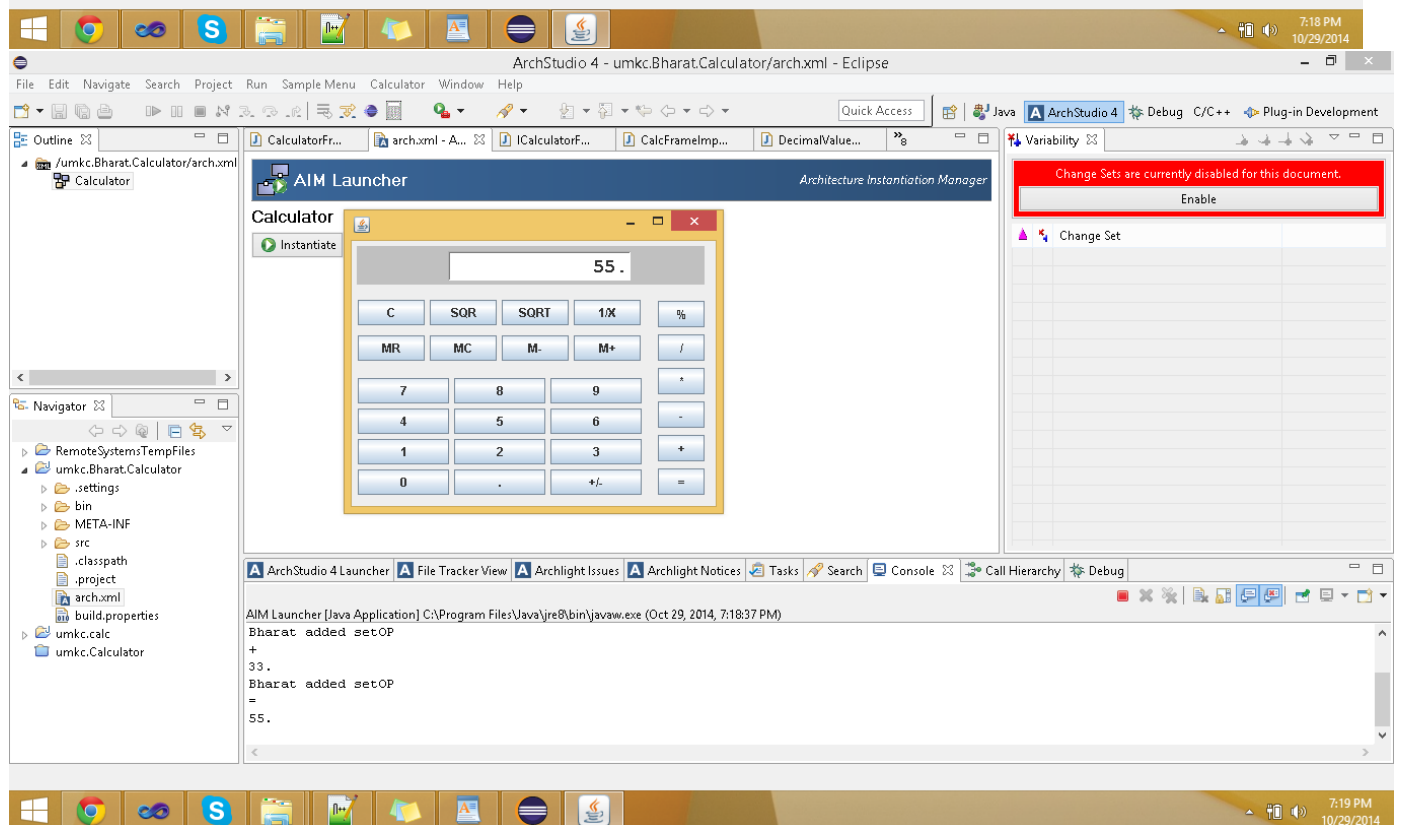 7:18 PM
10/29/2014
ArchStudio 4 - umkc.Bharat.Calculator/arch.xml - Eclipse
File Edit Navigate Search Project Run Sample Menu Calculator Window Help
Quick Access
Java
ArchStudio 4
Debug
C/C++
Plug-in Development
Outline
/umkc.Bharat.Calculator/arch.xml
Calculator
CalculatorFr...
arch.xml - A...
ICalculatorF...
CalcFrameImp...
DecimalValue...
»8
AIM Launcher
Architecture Instantiation Manager
Calculator
Instantiate
55.
C SQR SQRT 1/X %
MR MC M- M+ /
7 8 9 *
4 5 6 -
1 2 3 +
0 . +/- =
Variability
Change Sets are currently disabled for this document.
Enable
Change Set
Navigator
RemoteSystemsTempFiles
umkc.Bharat.Calculator
.settings
bin
META-INF
src
.classpath
.project
arch.xml
build.properties
umkc.calc
umkc.Calculator
ArchStudio 4 Launcher
File Tracker View
Archlight Issues
Archlight Notices
Tasks
Search
Console
Call Hierarchy
Debug
AIM Launcher [Java Application] C:\Program Files\Java\jre8\bin\javaw.exe (Oct 29, 2014, 7:18:37 PM)
Bharat added setOP
+
33.
Bharat added setOP
=
55.
7:19 PM
10/29/2014